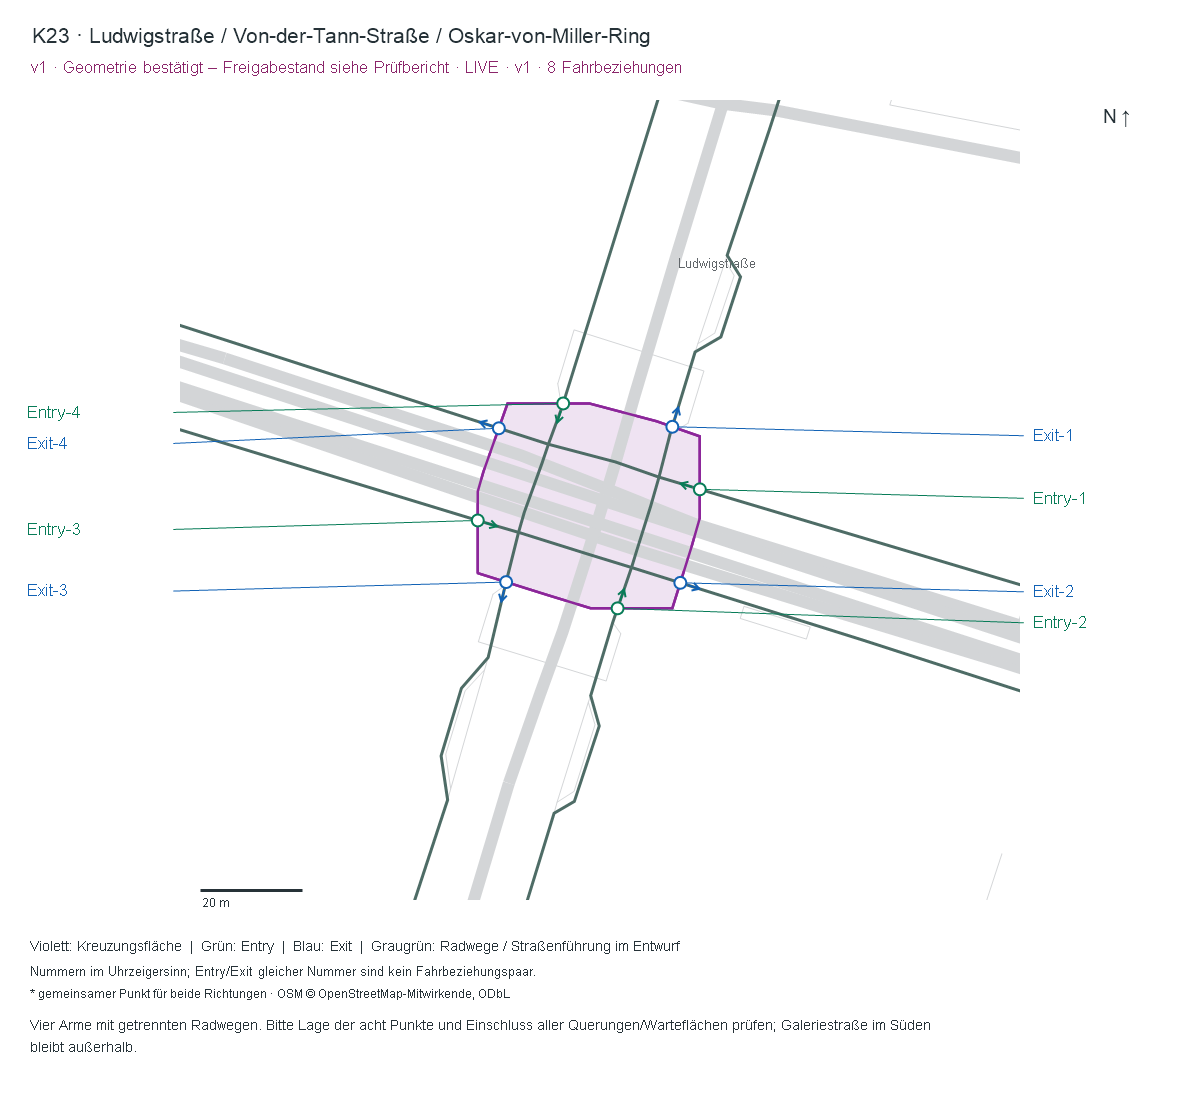 K23 · Ludwigstraße / Von-der-Tann-Straße / Oskar-von-Miller-Ring
v1 · Geometrie bestätigt – Freigabestand siehe Prüfbericht · LIVE · v1 · 8 Fahrbeziehungen
N ↑
Ludwigstraße
Entry-4
Exit-4
Exit-1
Entry-1
Entry-3
Exit-3
Exit-2
Entry-2
20 m
Violett: Kreuzungsfläche | Grün: Entry | Blau: Exit | Graugrün: Radwege / Straßenführung im Entwurf
Nummern im Uhrzeigersinn; Entry/Exit gleicher Nummer sind kein Fahrbeziehungspaar.
* gemeinsamer Punkt für beide Richtungen · OSM © OpenStreetMap-Mitwirkende, ODbL
Vier Arme mit getrennten Radwegen. Bitte Lage der acht Punkte und Einschluss aller Querungen/Warteflächen prüfen; Galeriestraße im Süden
bleibt außerhalb.